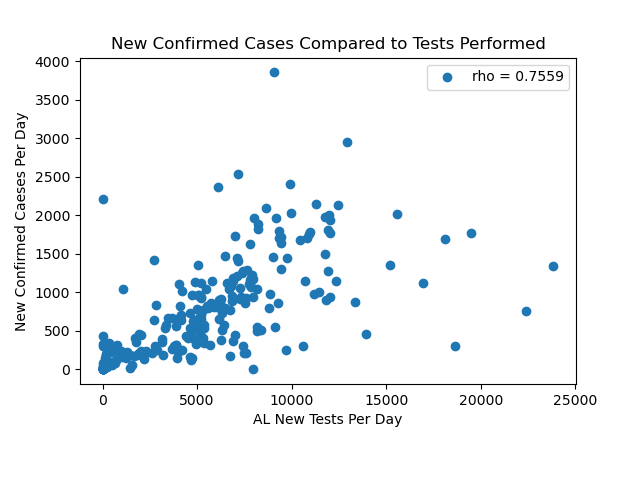 New Confirmed Cases Compared to Tests Performed
rho = 0.7559
New Confirmed Caeses Per Day
4000
3500
3000
2500
2000
1500
1000
500
0
0 5000 10000 15000 20000 25000
AL New Tests Per Day